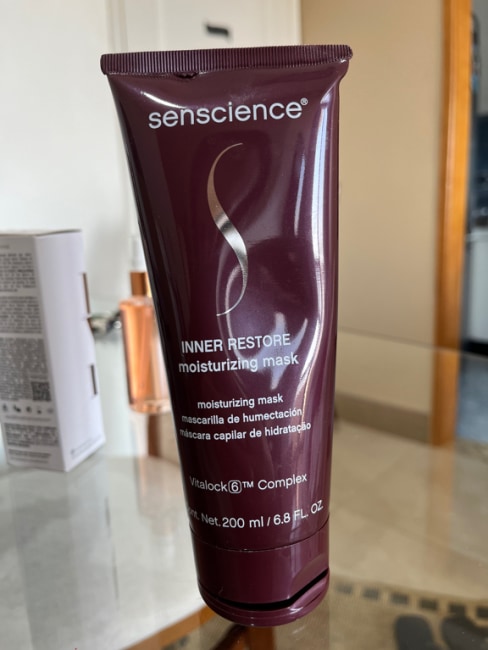 senscience®
INNER RESTORE
moisturizing mask
moisturizing mask
mascarilla de humectación
máscara capilar de hidratação
Vitalock6™ Complex
Net. 200 ml / 6.8 FL. OZ